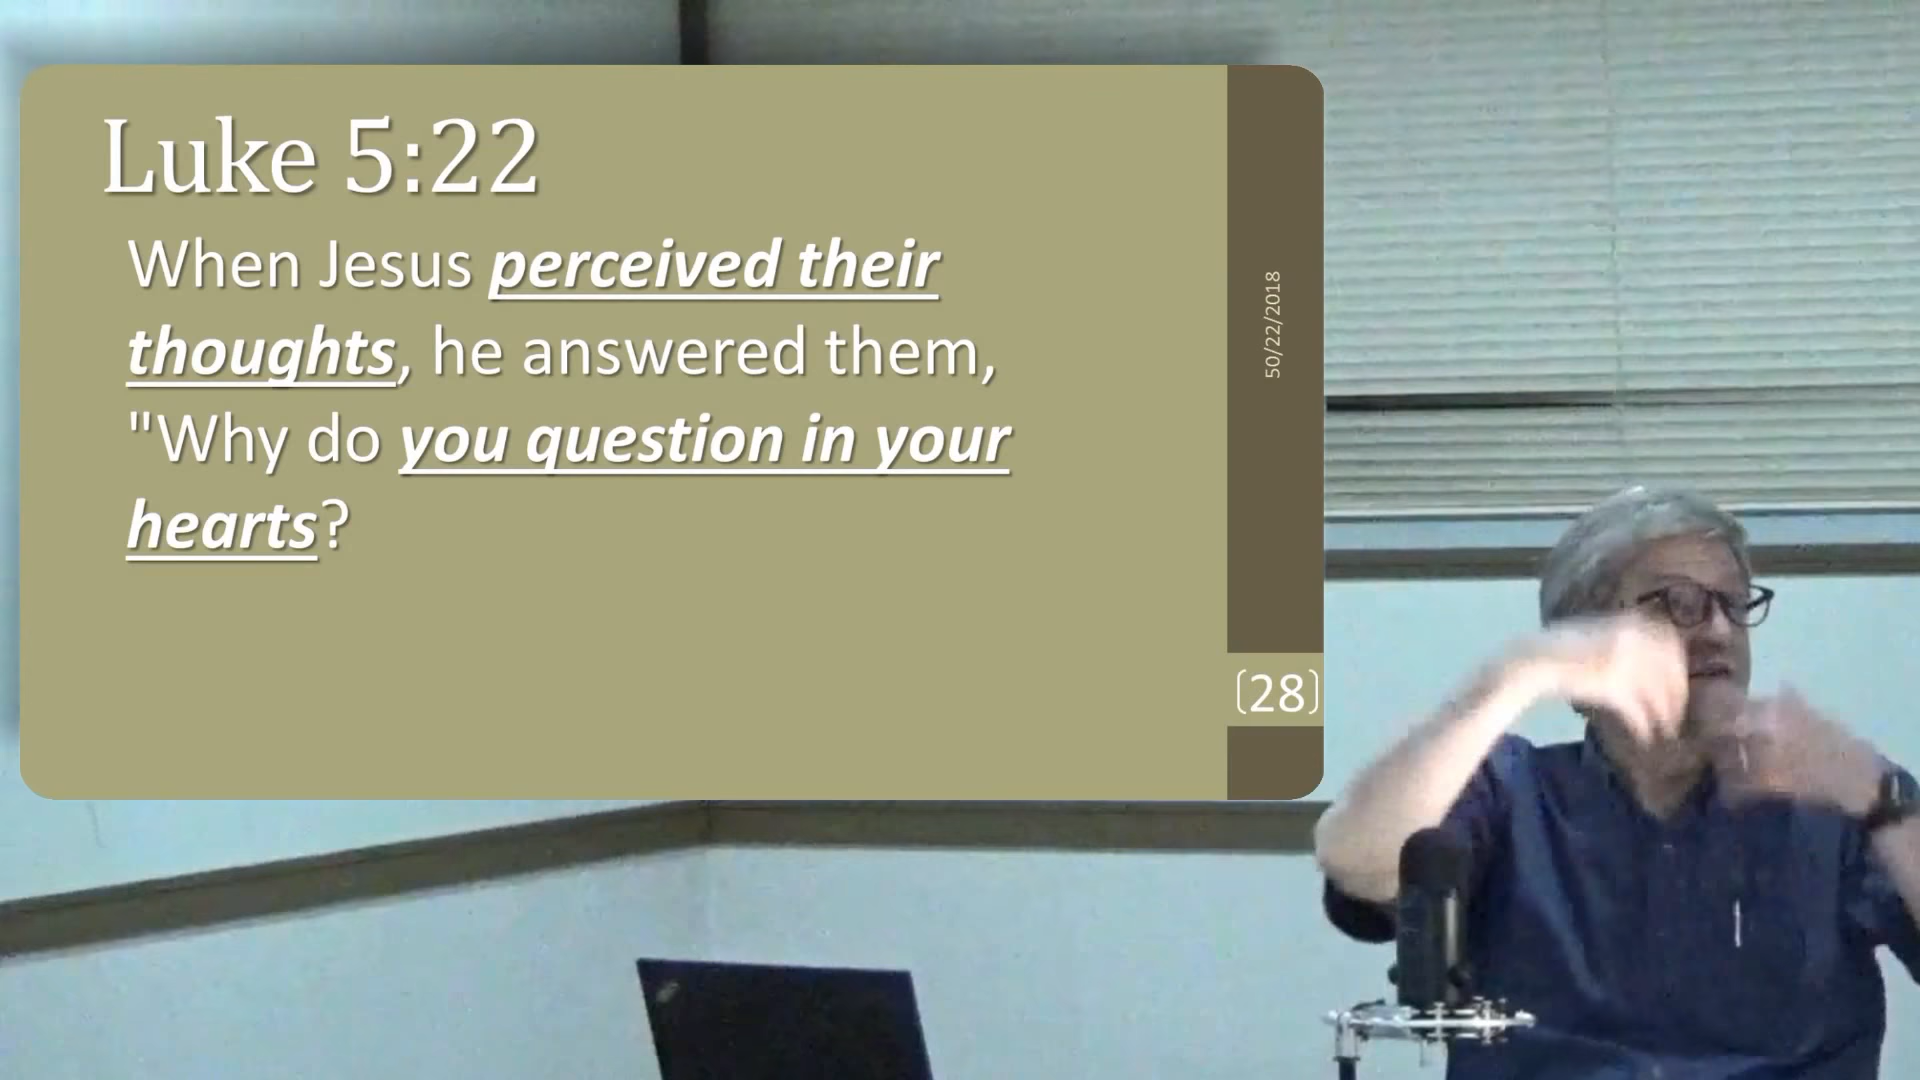 Luke 5:22
When Jesus perceived their
thoughts, he answered them,
"Why do you question in your
hearts?
50/22/2018
28